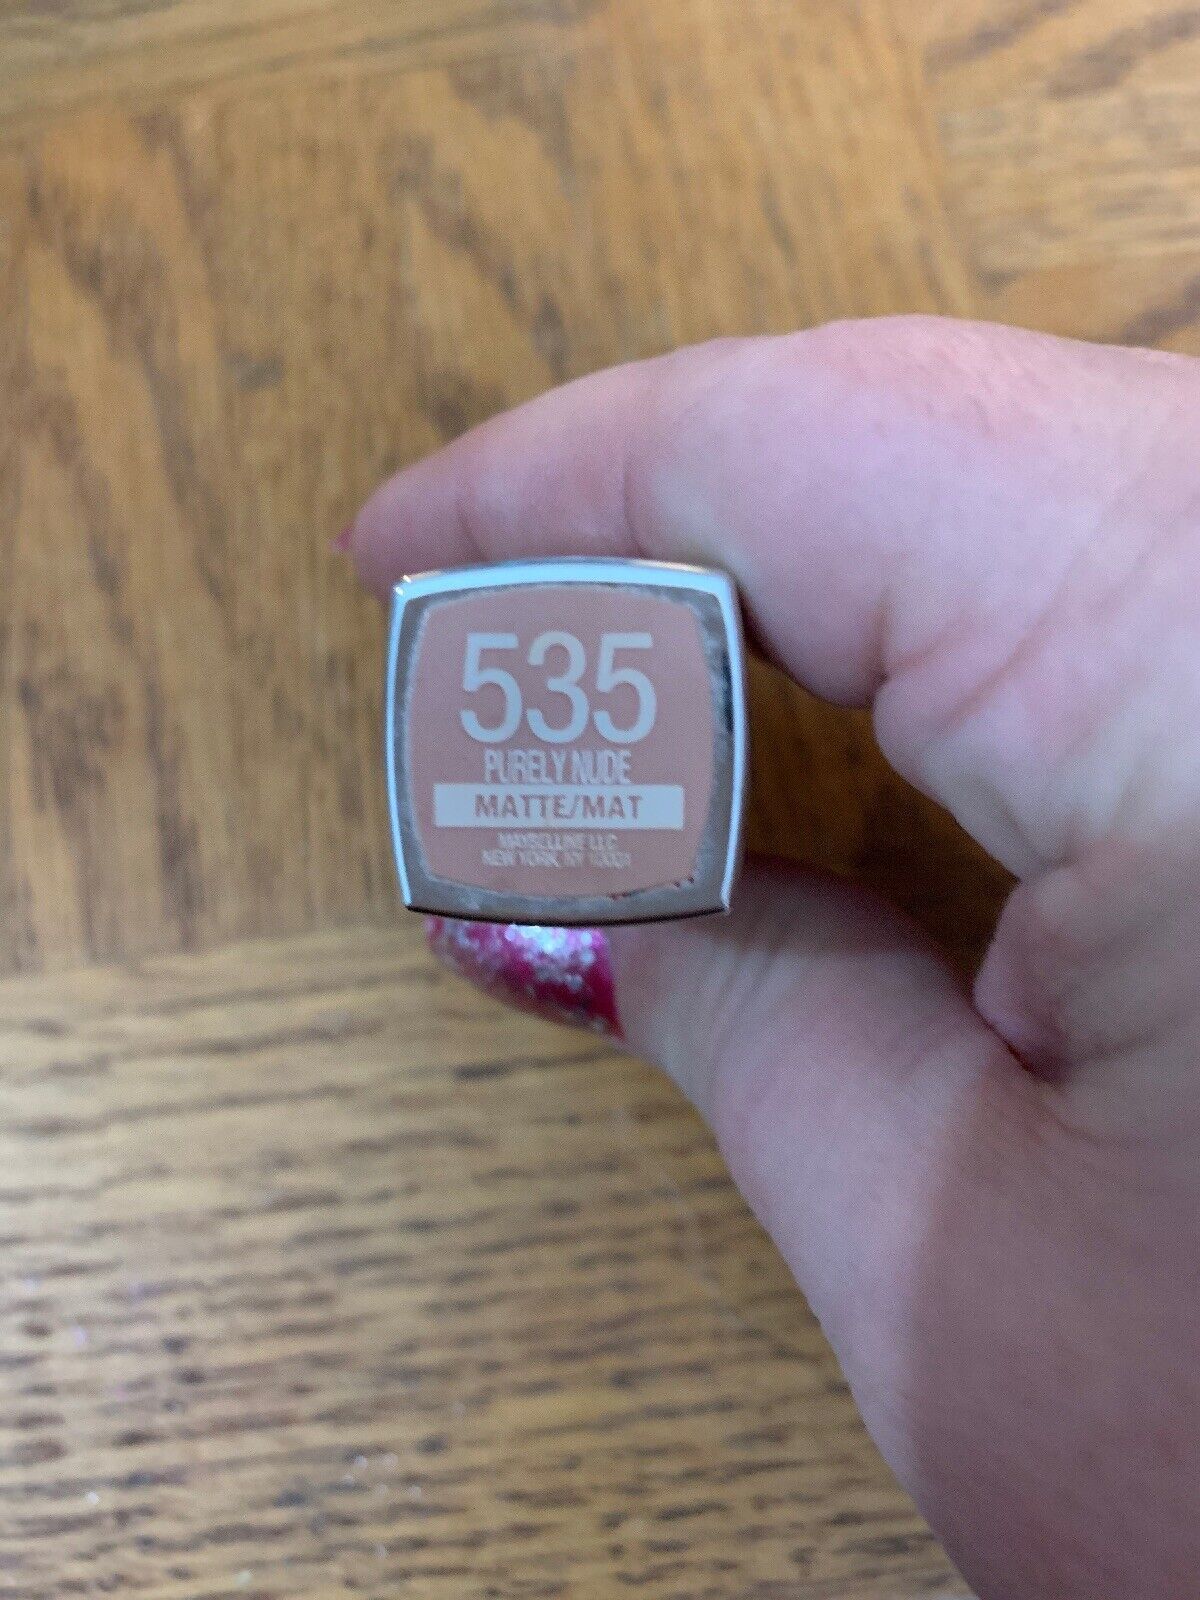 535
PURELY NUDE
MATTE/MAT
MAYBELLINE LLC
NEW YORK, NY 10001